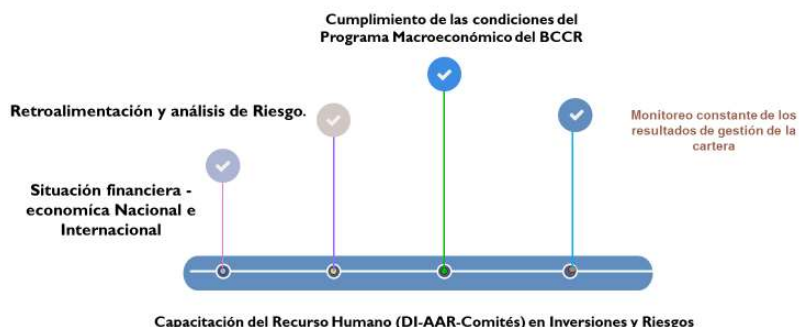 Cumplimiento de las condiciones del
Programa Macroeconómico del BCCR
Retroalimentación y análisis de Riesgo.
Monitoreo constante de los
resultados de gestión de la
cartera
Situación financiera -
economíca Nacional e
Internacional
Capacitación del Recurso Humano (DI-AAR-Comités) en Inversiones y Riesgos